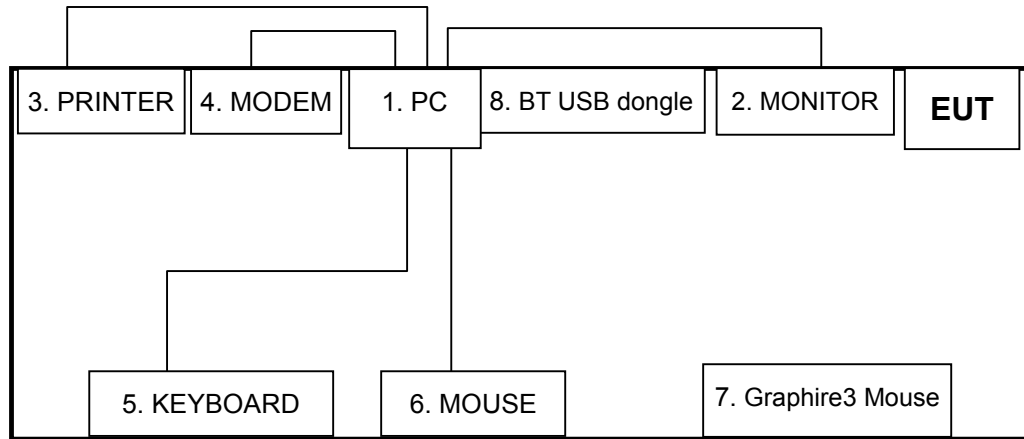 3. PRINTER
4. MODEM
1. PC
8. BT USB dongle
2. MONITOR
EUT
5. KEYBOARD
6. MOUSE
7. Graphire3 Mouse